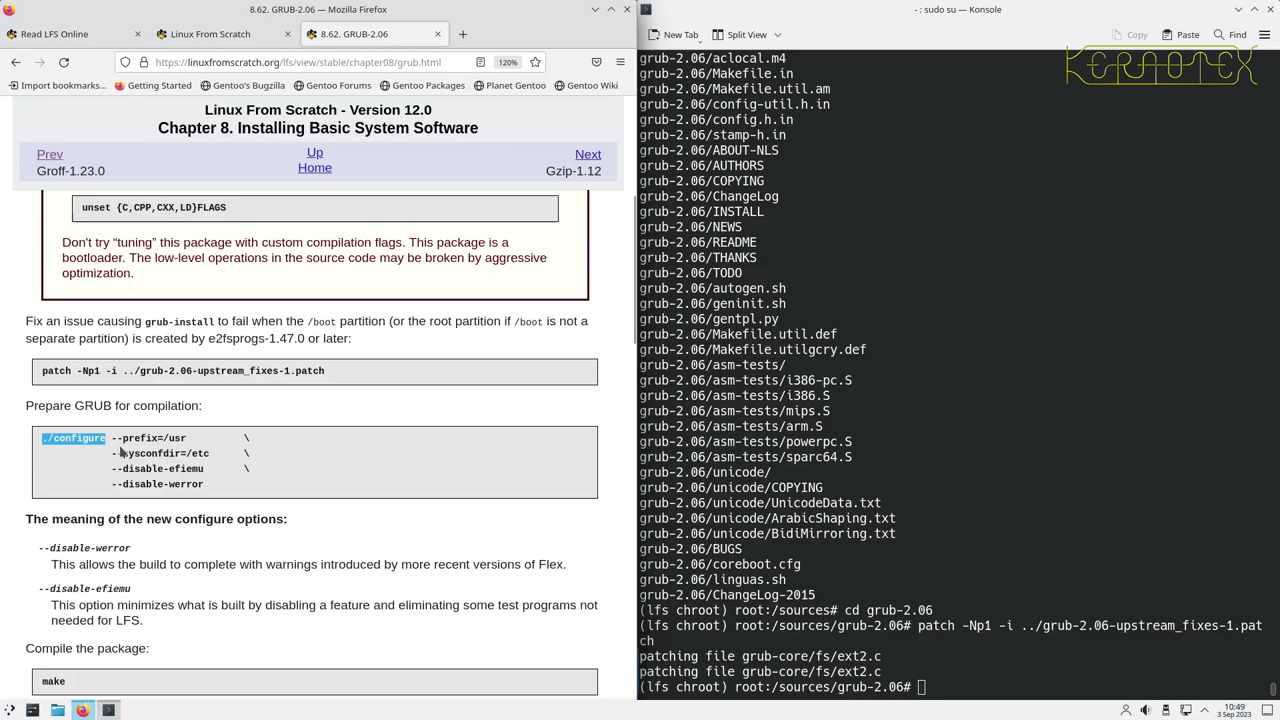 8.62. GRUB-2.06 — Mozilla Firefox
Read LFS Online
Linux From Scratch
8.62. GRUB-2.06
https://linuxfromscratch.org/lfs/view/stable/chapter08/grub.html
120%
Import bookmarks...
Getting Started
Gentoo's Bugzilla
Gentoo Forums
Gentoo Packages
Planet Gentoo
Gentoo Wiki
Linux From Scratch - Version 12.0
Chapter 8. Installing Basic System Software
Prev
Up
Next
Groff-1.23.0
Home
Gzip-1.12
unset {C,CPP,CXX,LD}FLAGS
Don't try “tuning” this package with custom compilation flags. This package is a
bootloader. The low-level operations in the source code may be broken by aggressive
optimization.
Fix an issue causing grub-install to fail when the /boot partition (or the root partition if /boot is not a
separate partition) is created by e2fsprogs-1.47.0 or later:
patch -Np1 -i ../grub-2.06-upstream_fixes-1.patch
Prepare GRUB for compilation:
./configure --prefix=/usr \
--sysconfdir=/etc \
--disable-efiemu \
--disable-werror
The meaning of the new configure options:
--disable-werror
This allows the build to complete with warnings introduced by more recent versions of Flex.
--disable-efiemu
This option minimizes what is built by disabling a feature and eliminating some test programs not
needed for LFS.
Compile the package:
make
- : sudo su — Konsole
New Tab
Split View
Copy
Paste
Find
KERNOTEX
grub-2.06/aclocal.m4
grub-2.06/Makefile.in
grub-2.06/Makefile.util.am
grub-2.06/config-util.h.in
grub-2.06/config.h.in
grub-2.06/stamp-h.in
grub-2.06/ABOUT-NLS
grub-2.06/AUTHORS
grub-2.06/COPYING
grub-2.06/ChangeLog
grub-2.06/INSTALL
grub-2.06/NEWS
grub-2.06/README
grub-2.06/THANKS
grub-2.06/TODO
grub-2.06/autogen.sh
grub-2.06/geninit.sh
grub-2.06/gentpl.py
grub-2.06/Makefile.util.def
grub-2.06/Makefile.utilgcry.def
grub-2.06/asm-tests/
grub-2.06/asm-tests/i386-pc.S
grub-2.06/asm-tests/i386.S
grub-2.06/asm-tests/mips.S
grub-2.06/asm-tests/arm.S
grub-2.06/asm-tests/powerpc.S
grub-2.06/asm-tests/sparc64.S
grub-2.06/unicode/
grub-2.06/unicode/COPYING
grub-2.06/unicode/UnicodeData.txt
grub-2.06/unicode/ArabicShaping.txt
grub-2.06/unicode/BidiMirroring.txt
grub-2.06/BUGS
grub-2.06/coreboot.cfg
grub-2.06/linguas.sh
grub-2.06/ChangeLog-2015
(lfs chroot) root:/sources# cd grub-2.06
(lfs chroot) root:/sources/grub-2.06# patch -Np1 -i ../grub-2.06-upstream_fixes-1.pat
ch
patching file grub-core/fs/ext2.c
patching file grub-core/fs/ext2.c
(lfs chroot) root:/sources/grub-2.06#
10:49
3 Sep 2023